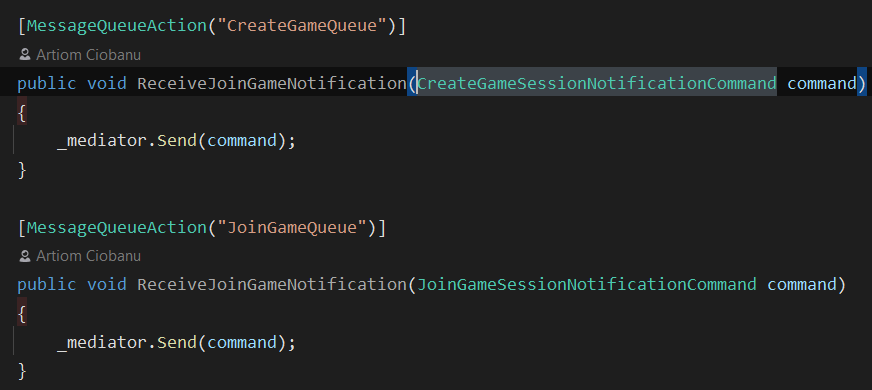 [MessageQueueAction("CreateGameQueue")]
Artiom Ciobanu
public void ReceiveJoinGameNotification(CreateGameSessionNotificationCommand command)
{
_mediator.Send(command);
}
[MessageQueueAction("JoinGameQueue")]
Artiom Ciobanu
public void ReceiveJoinGameNotification(JoinGameSessionNotificationCommand command)
{
_mediator.Send(command);
}